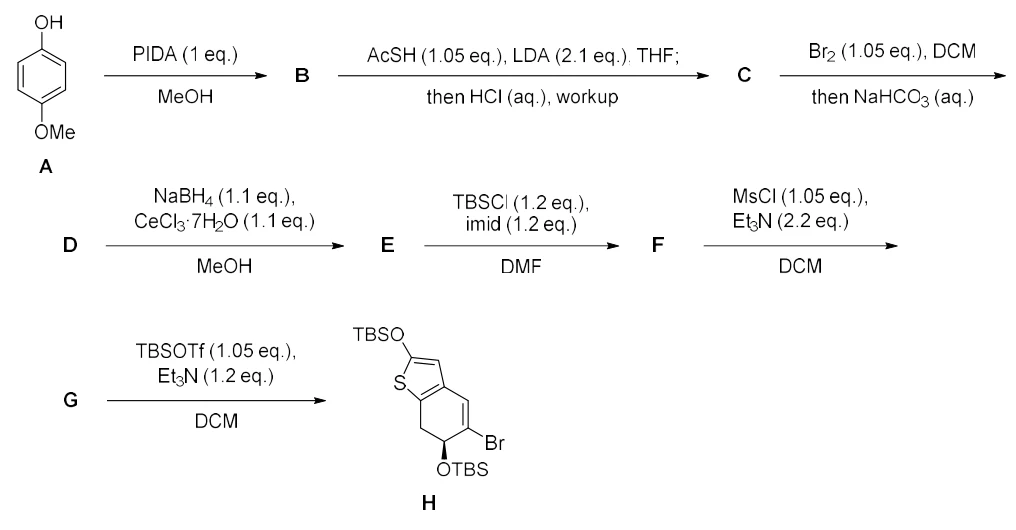 OH
OMe
A
PIDA (1 eq.)
MeOH
B
AcSH (1.05 eq.), LDA (2.1 eq.), THF;
then HCl (aq.), workup
C
Br₂ (1.05 eq.), DCM
then NaHCO₃ (aq.)
D
NaBH₄ (1.1 eq.),
CeCl₃·7H₂O (1.1 eq.)
MeOH
E
TBSCl (1.2 eq.),
imid (1.2 eq.)
DMF
F
MsCl (1.05 eq.),
Et₃N (2.2 eq.)
DCM
G
TBSOTf (1.05 eq.),
Et₃N (1.2 eq.)
DCM
TBSO
S
Br
OTBS
H